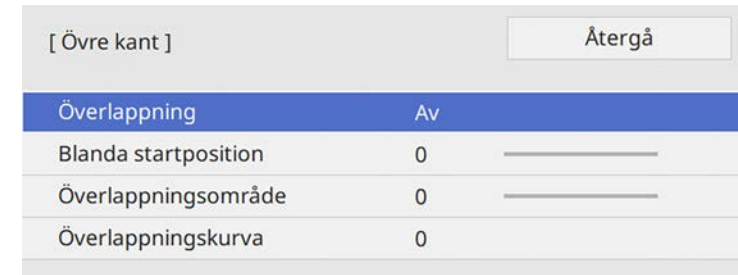 [ Övre kant ] Återgå
Överlappning Av
Blanda startposition 0
Överlappningsområde 0
Överlappningskurva 0